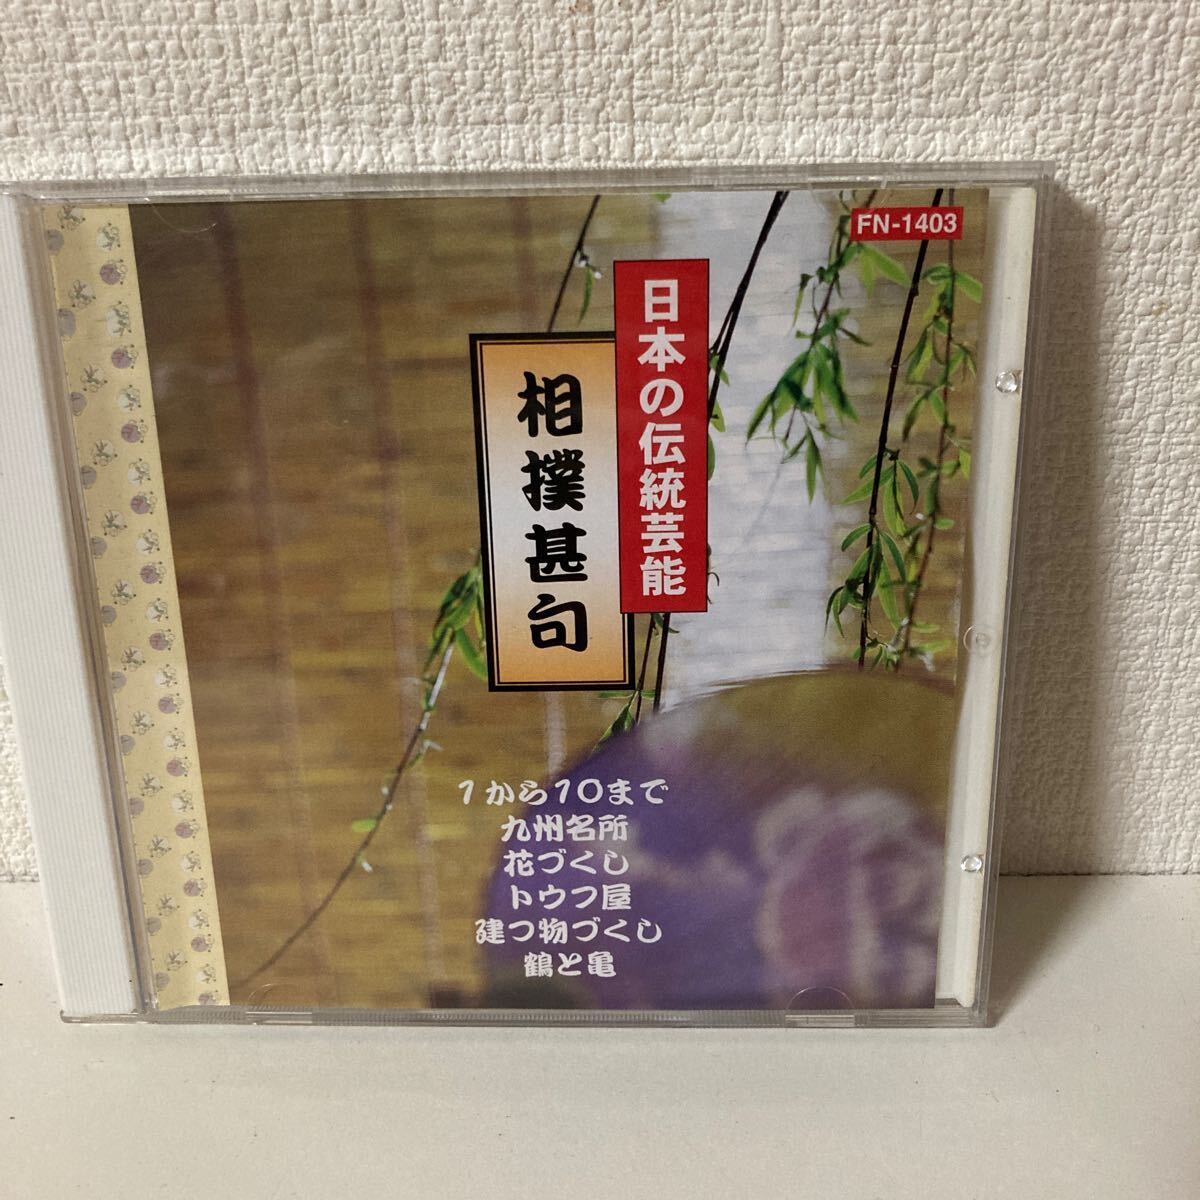 FN-1403
日本の伝統芸能
相撲甚句
1から10まで
九州名所
花づくし
トウフ屋
建つ物づくし
鶴と亀